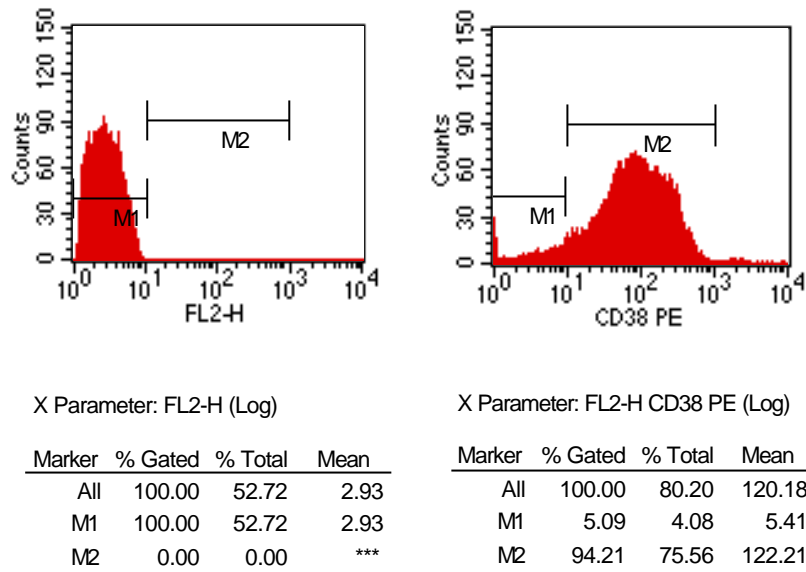 150
120
90
60
30
0
Counts
M2
M1
10^0 10^1 10^2 10^3 10^4
FL2-H
150
120
90
60
30
0
Counts
M2
M1
10^0 10^1 10^2 10^3 10^4
CD38 PE
X Parameter: FL2-H (Log)
Marker % Gated % Total Mean
All 100.00 52.72 2.93
M1 100.00 52.72 2.93
M2 0.00 0.00 ***
X Parameter: FL2-H CD38 PE (Log)
Marker % Gated % Total Mean
All 100.00 80.20 120.18
M1 5.09 4.08 5.41
M2 94.21 75.56 122.21